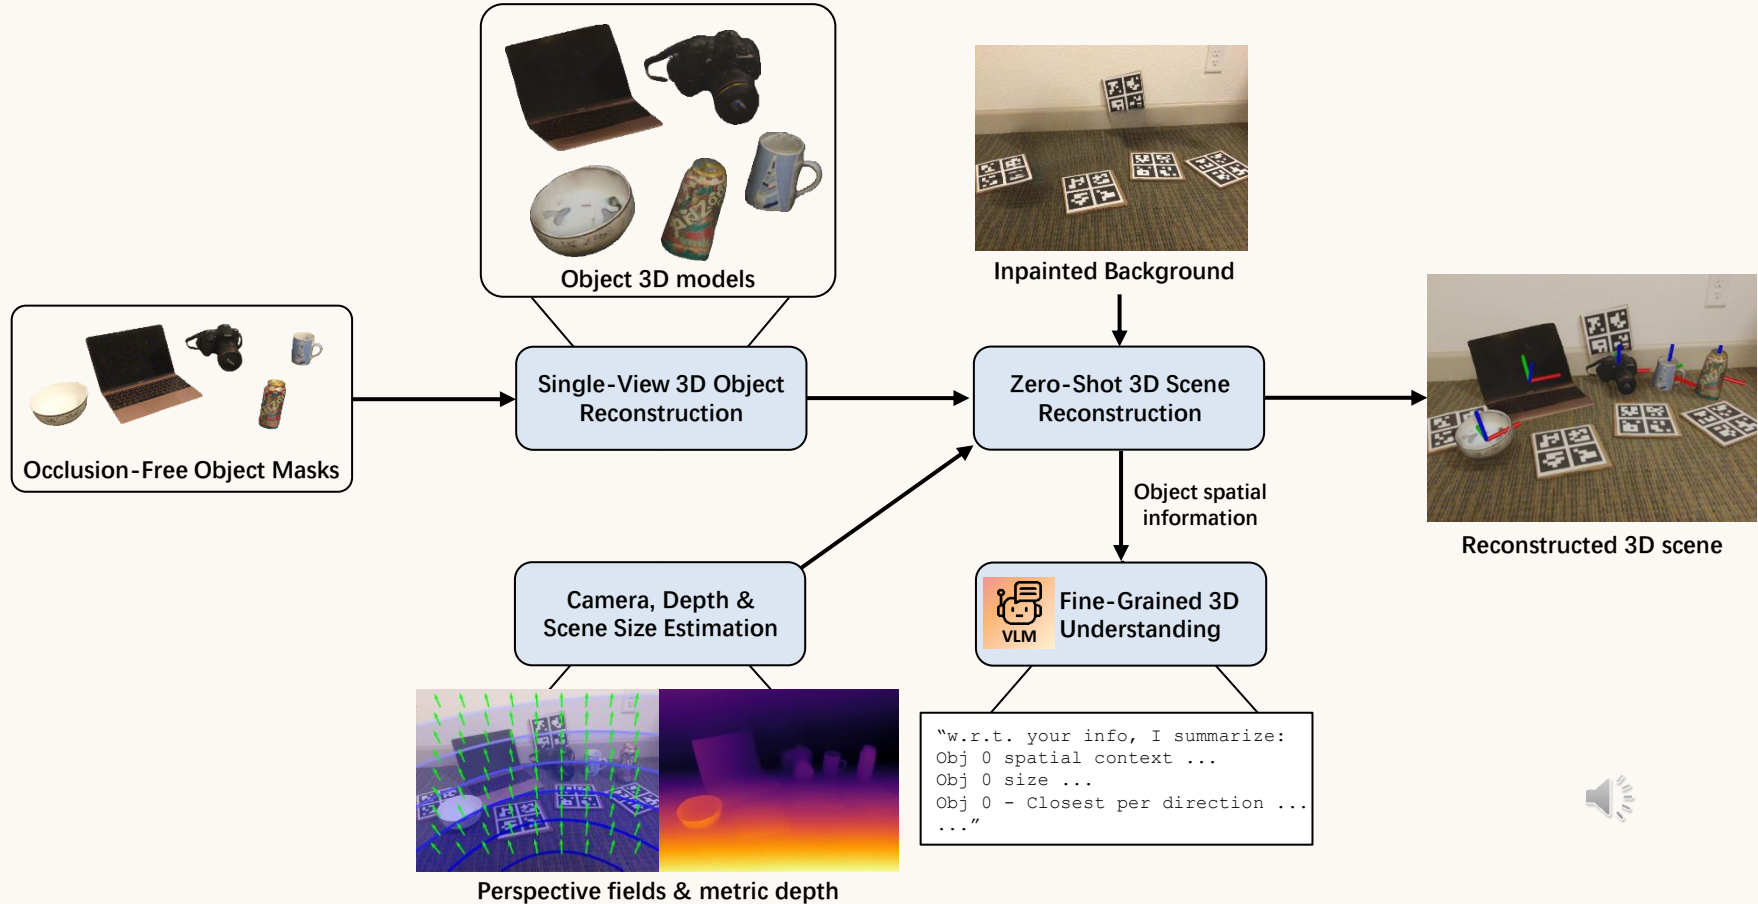 Object 3D models
Inpainted Background
Occlusion-Free Object Masks
Single-View 3D Object
Reconstruction
Zero-Shot 3D Scene
Reconstruction
Reconstructed 3D scene
Object spatial
information
Camera, Depth &
Scene Size Estimation
VLM
Fine-Grained 3D
Understanding
Perspective fields & metric depth
“w.r.t. your info, I summarize:
Obj 0 spatial context ...
Obj 0 size ...
Obj 0 - Closest per direction ...
...”
ARIZONA